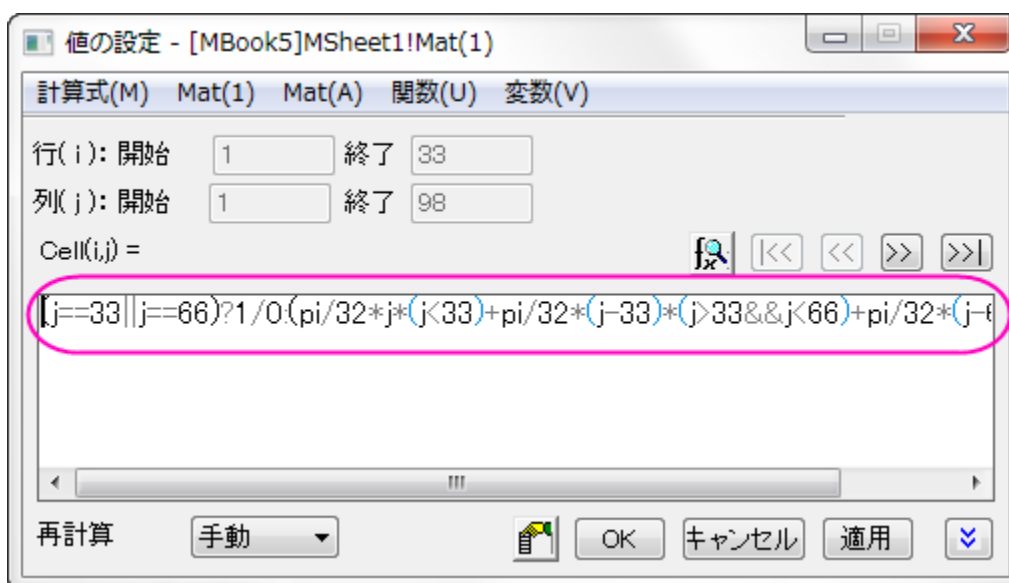 値の設定 - [MBook5]MSheet1!Mat(1)
計算式(M) Mat(1) Mat(A) 関数(U) 変数(V)
行(i): 開始 1 終了 33
列(j): 開始 1 終了 98
Cell(i,j) = |<< << >> >>|
(j==33||j==66)?1/0:(pi/32*j*(j<33)+pi/32*(j-33)*(j>33&&j<66)+pi/32*(j-6
再計算 手動 OK キャンセル 適用